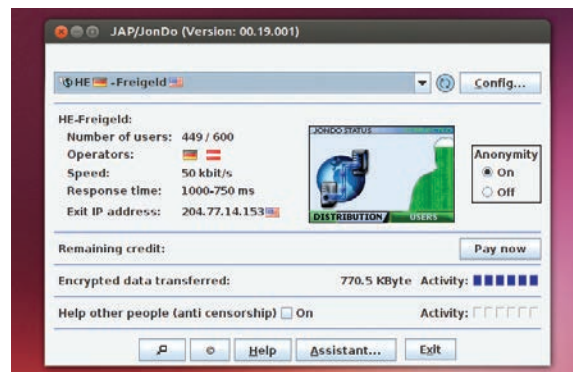 JAP/JonDo (Version: 00.19.001)
HE -Freigeld
Config...
HE-Freigeld:
Number of users: 449 / 600
Operators:
Speed: 50 kbit/s
Response time: 1000-750 ms
Exit IP address: 204.77.14.153
JONDO STATUS
DISTRIBUTION USERS
Anonymity
On
Off
Remaining credit: Pay now
Encrypted data transferred: 770.5 KByte Activity:
Help other people (anti censorship) On Activity:
© Help Assistant... Exit